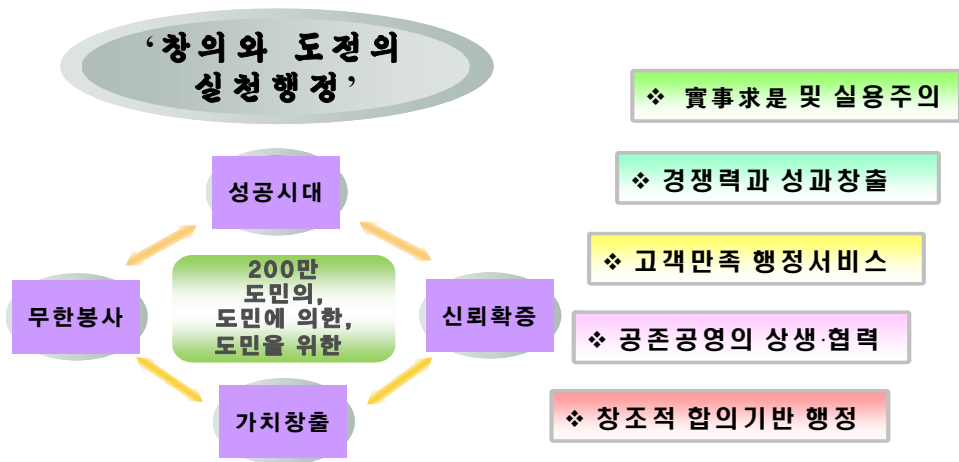 ‘창의와 도전의
실천행정’
성공시대
무한봉사
200만
도민의,
도민에 의한,
도민을 위한
신뢰확증
가치창출
❖ 實事求是 및 실용주의
❖ 경쟁력과 성과창출
❖ 고객만족 행정서비스
❖ 공존공영의 상생·협력
❖ 창조적 합의기반 행정